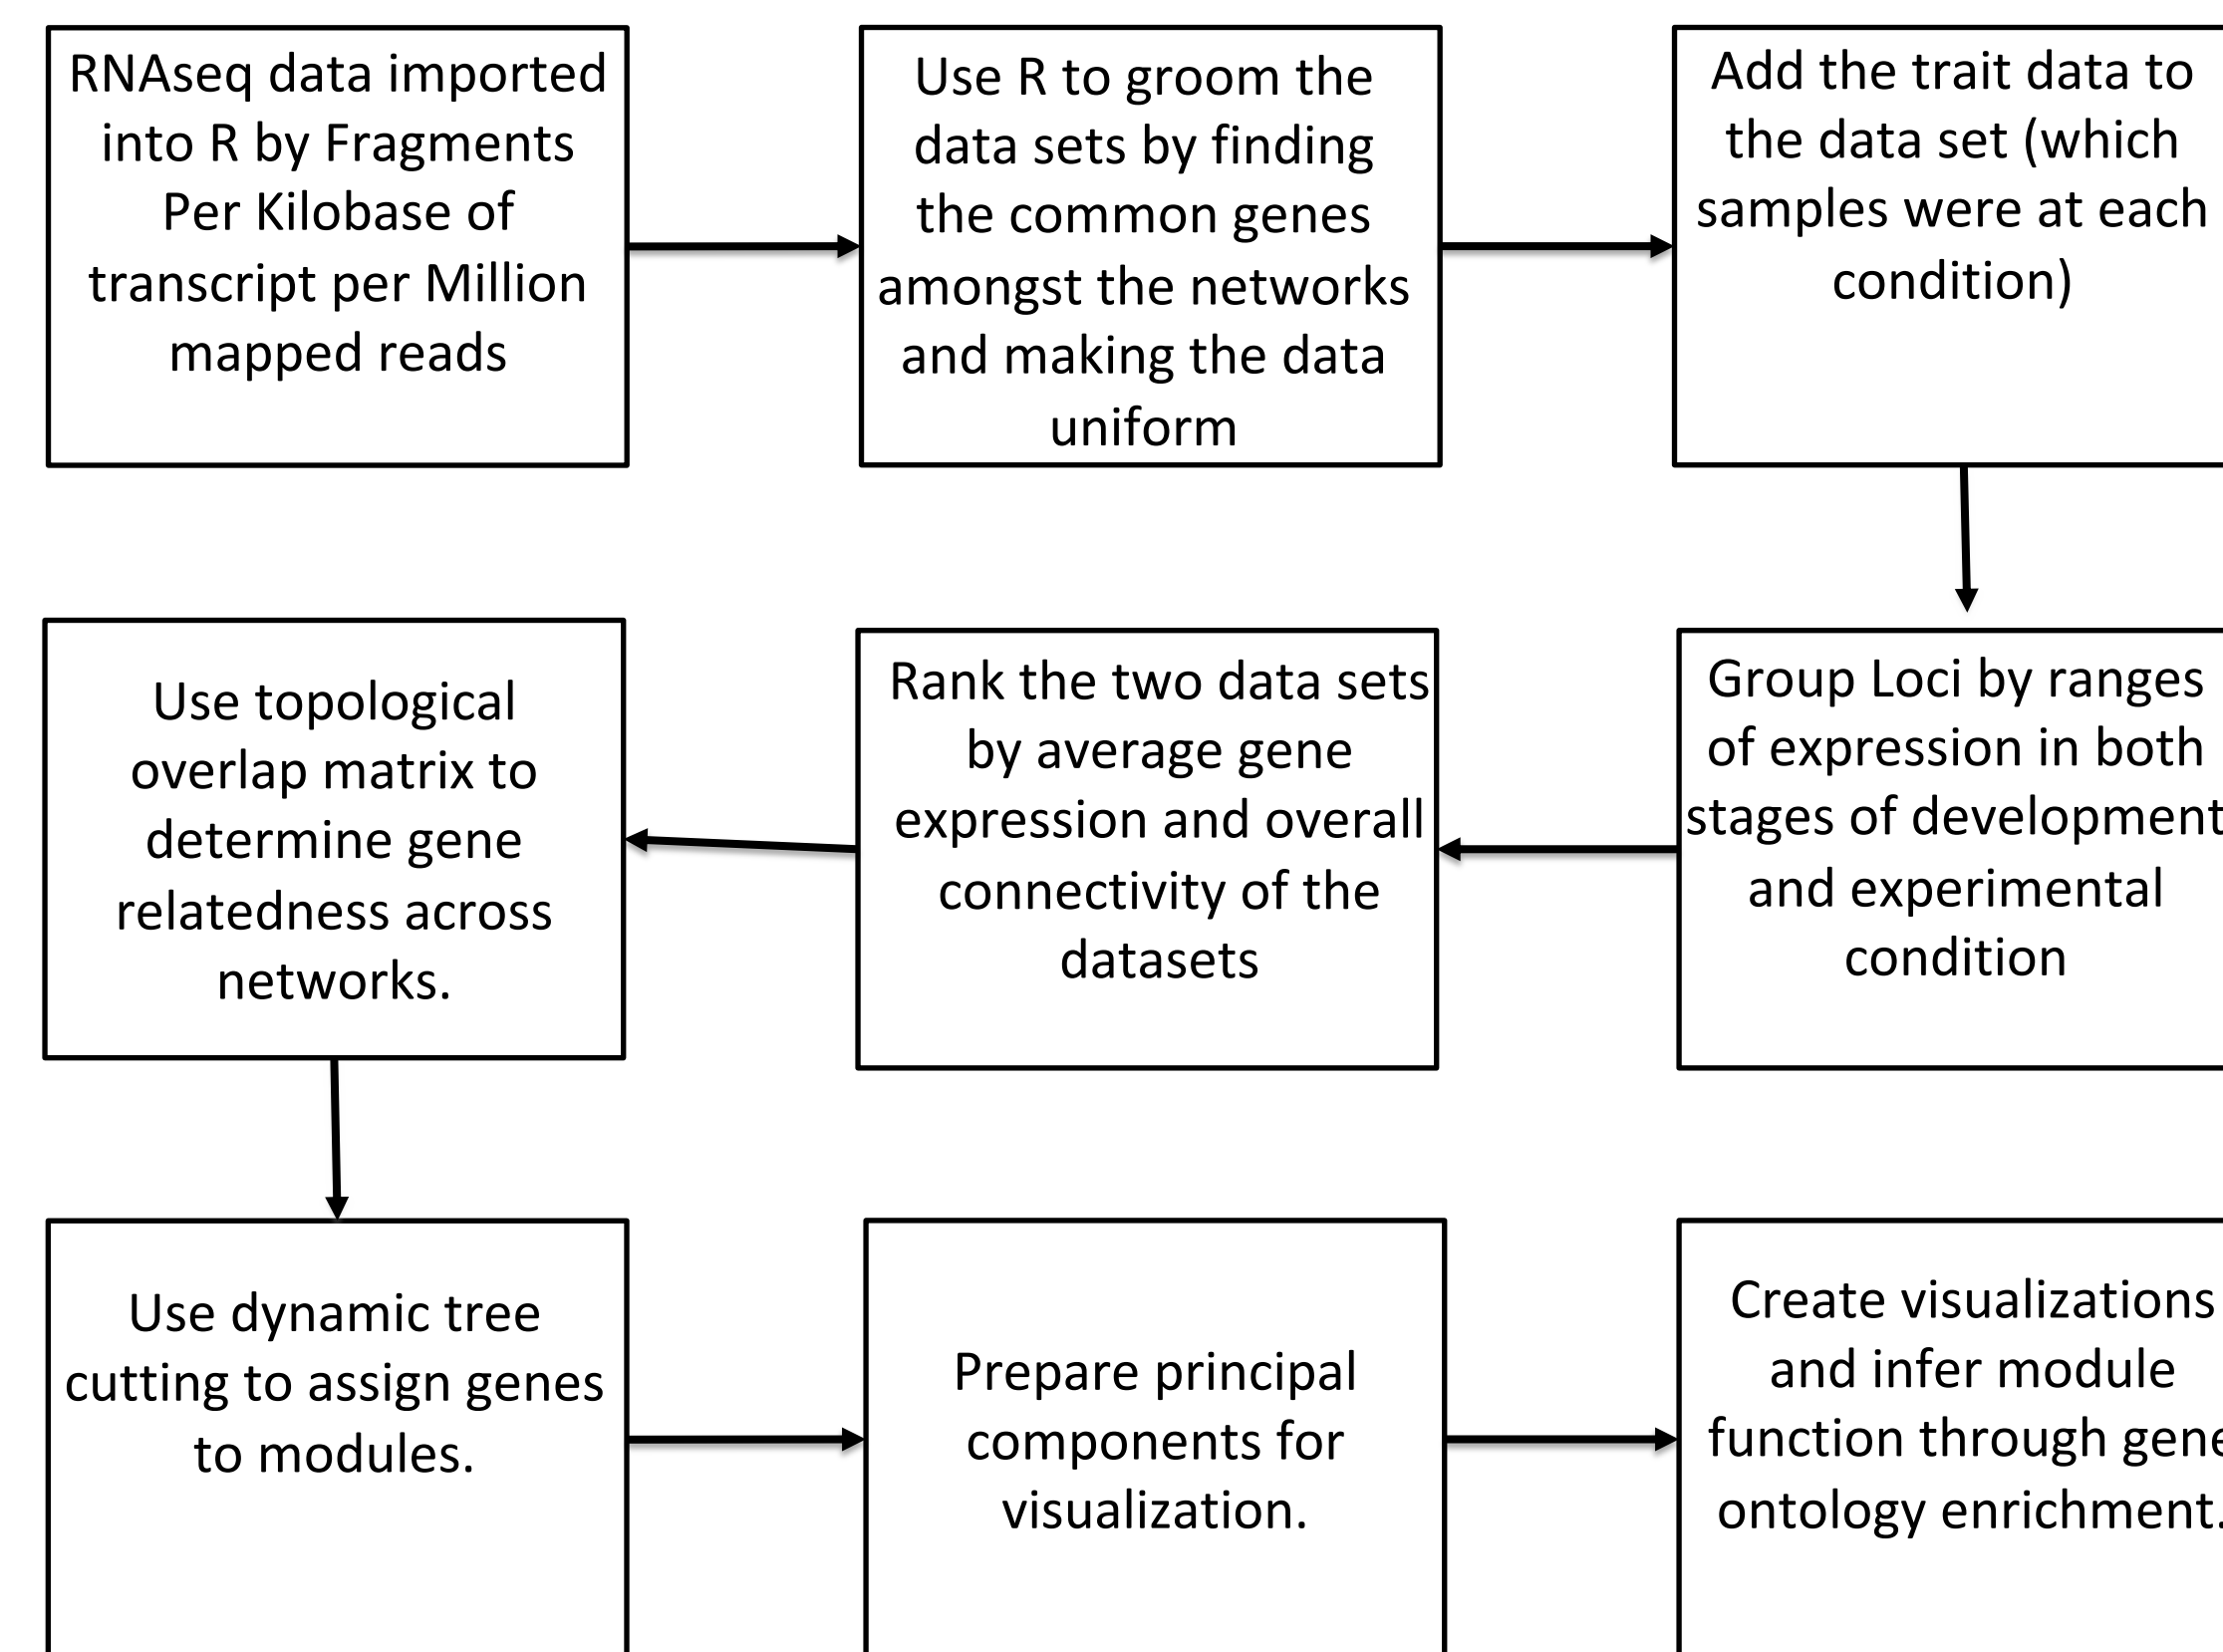 RNAseq data imported
into R by Fragments
Per Kilobase of
transcript per Million
mapped reads
Use R to groom the
data sets by finding
the common genes
amongst the networks
and making the data
uniform
Add the trait data to
the data set (which
samples were at each
condition)
Group Loci by ranges
of expression in both
stages of development
and experimental
condition
Rank the two data sets
by average gene
expression and overall
connectivity of the
datasets
Use topological
overlap matrix to
determine gene
relatedness across
networks.
Use dynamic tree
cutting to assign genes
to modules.
Prepare principal
components for
visualization.
Create visualizations
and infer module
function through gene
ontology enrichment.